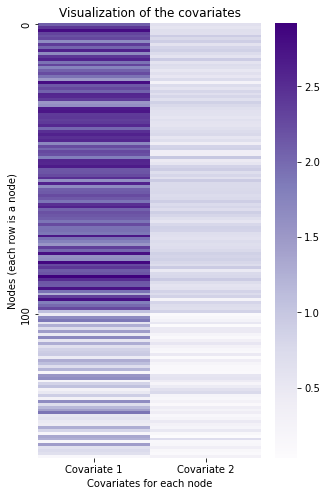 Visualization of the covariates
0
100
Nodes (each row is a node)
Covariate 1
Covariate 2
Covariates for each node
2.5
2.0
1.5
1.0
0.5